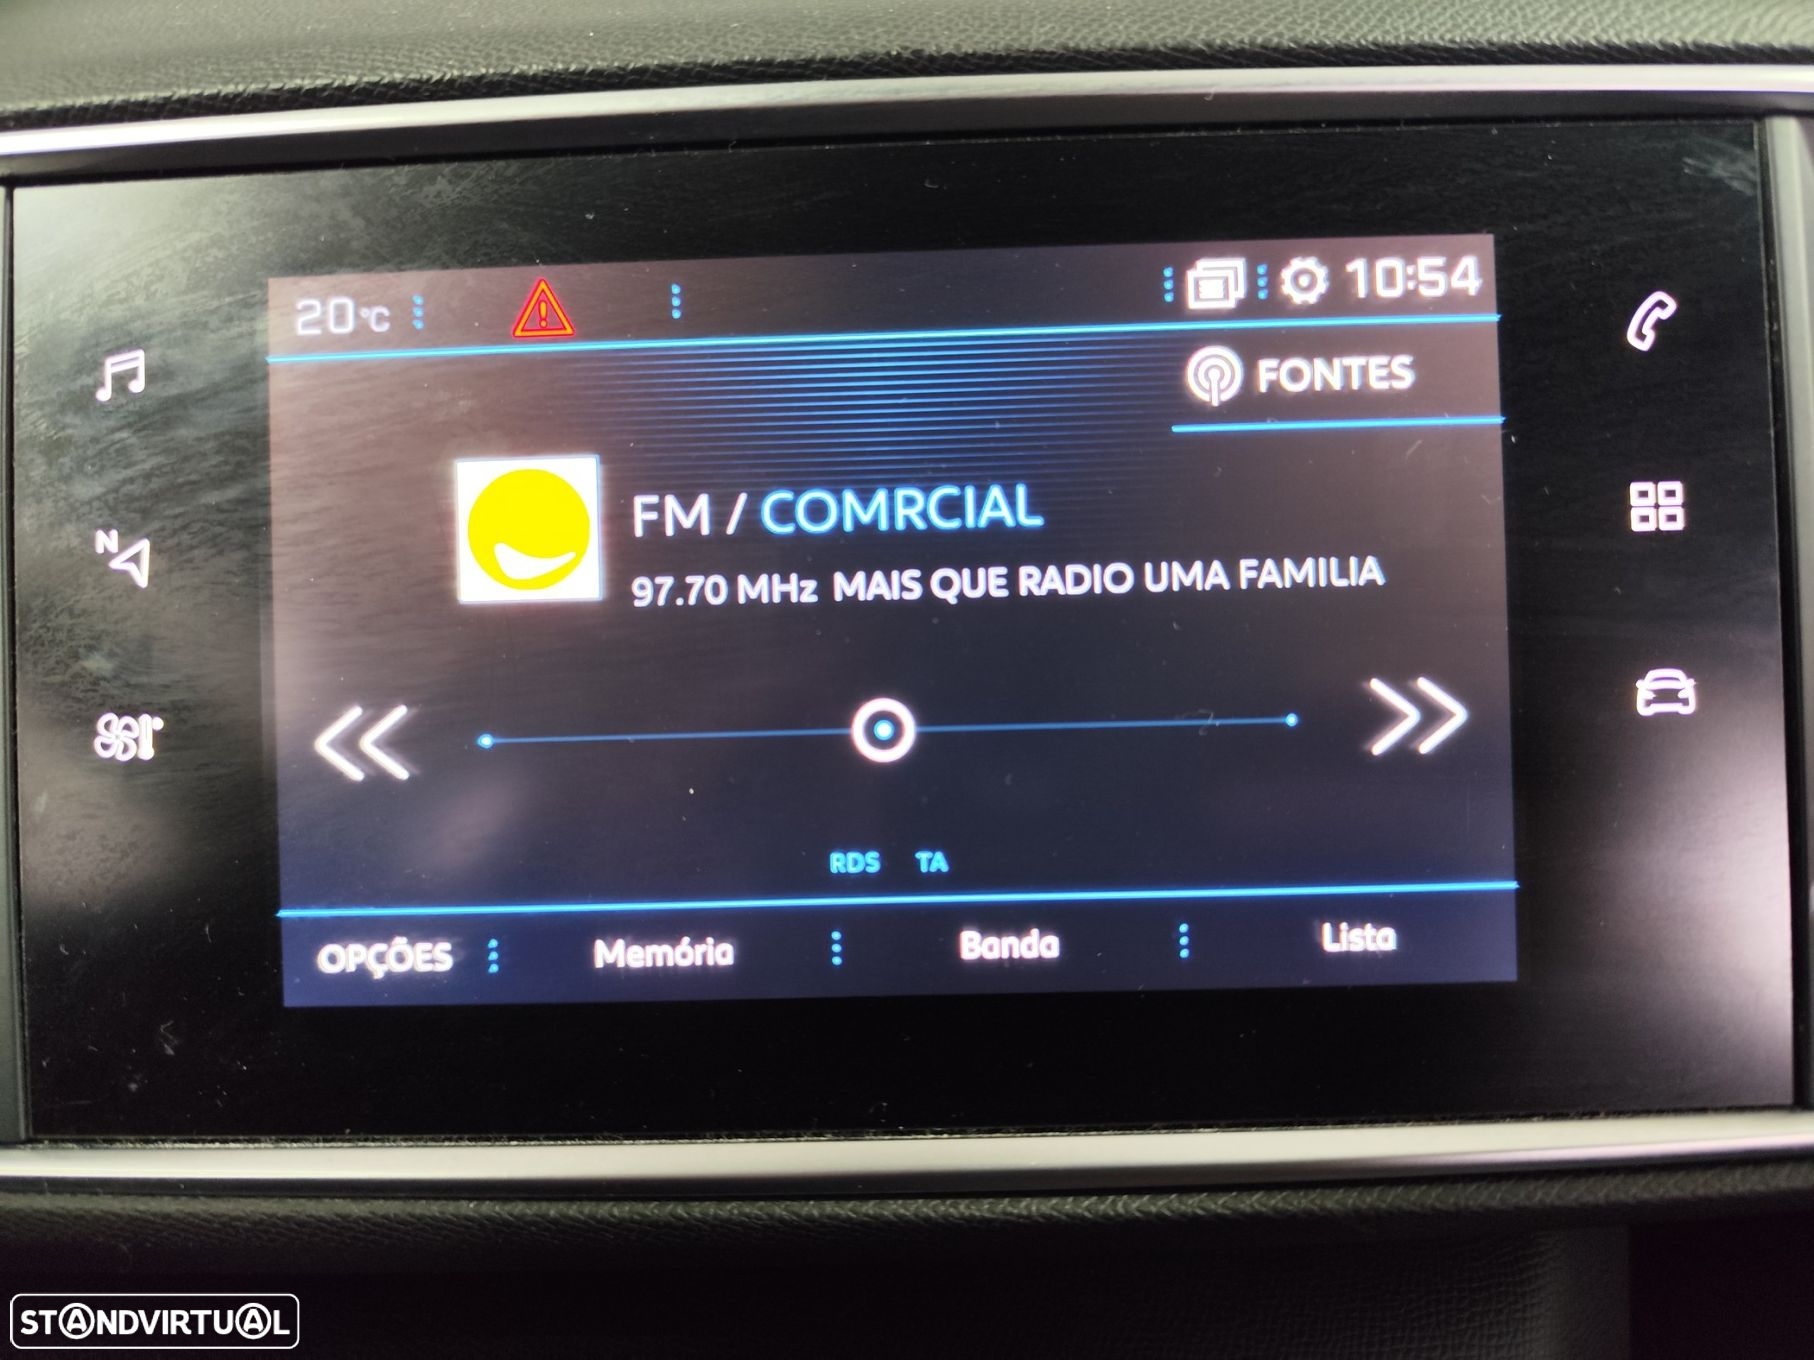 20°C
10:54
FONTES
FM / COMRCIAL
97.70 MHz MAIS QUE RADIO UMA FAMILIA
N
RDS TA
OPÇÕES Memória Banda Lista
STANDVIRTUAL